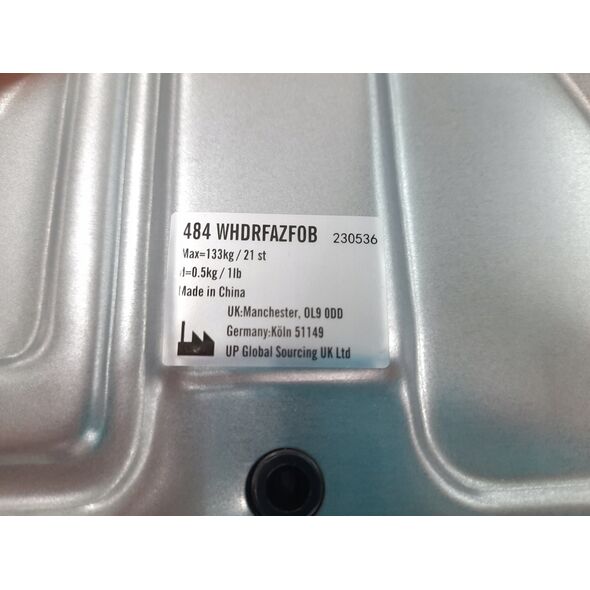 484 WHDRFAZFOB 230536
Max=133kg / 21 st
d=0.5kg / 1lb
Made in China
UK:Manchester, OL9 0DD
Germany:Köln 51149
UP Global Sourcing UK Ltd